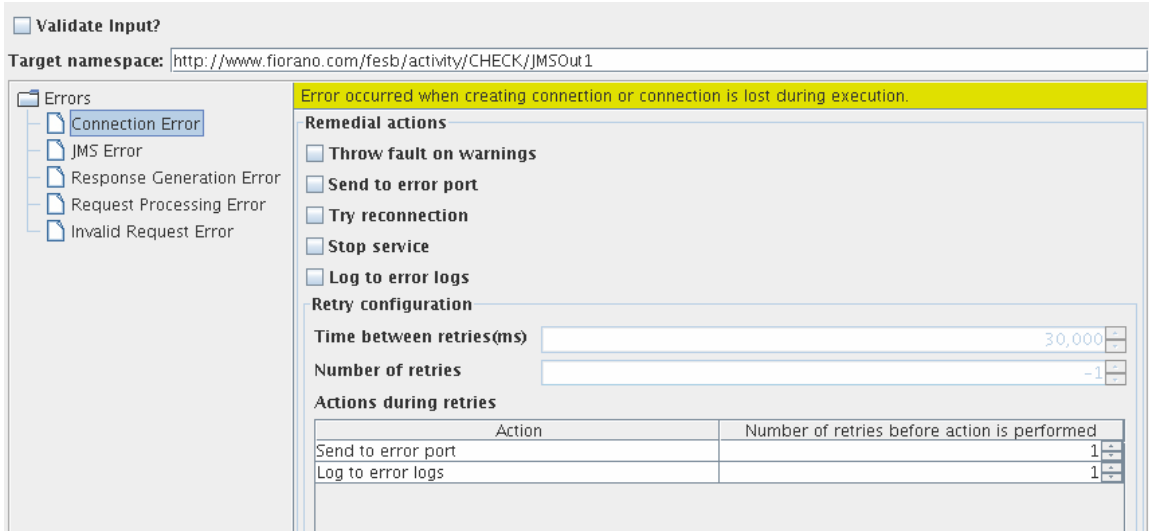 Validate Input?
Target namespace: http://www.fiorano.com/fesb/activity/CHECK/JMSOut1
Errors
Connection Error
JMS Error
Response Generation Error
Request Processing Error
Invalid Request Error
Error occurred when creating connection or connection is lost during execution.
Remedial actions
Throw fault on warnings
Send to error port
Try reconnection
Stop service
Log to error logs
Retry configuration
Time between retries(ms) 30,000
Number of retries -1
Actions during retries
Action Number of retries before action is performed
Send to error port 1
Log to error logs 1